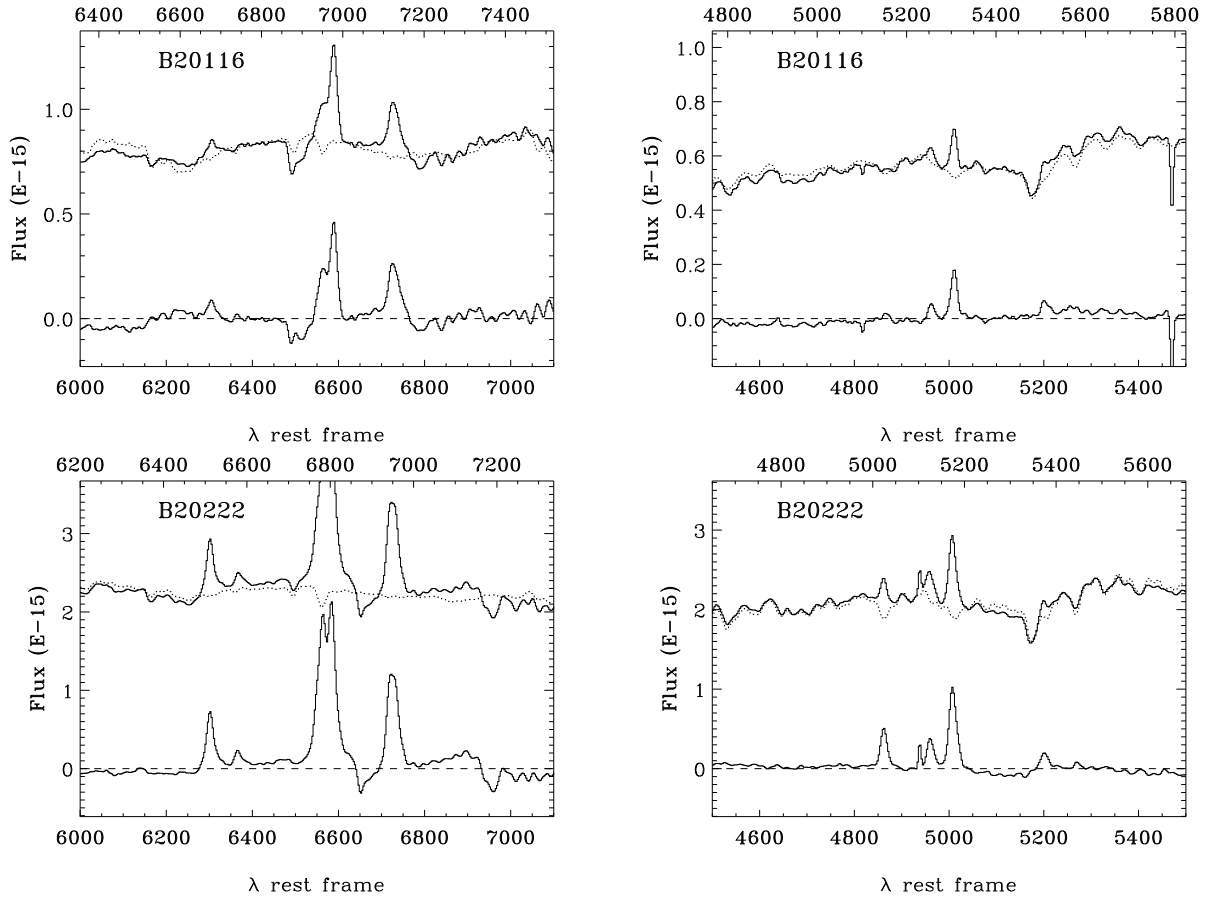 6400 6600 6800 7000 7200 7400
B20116
Flux (E−15)
1.0
0.5
0.0
6000 6200 6400 6600 6800 7000
λ rest frame
4800 5000 5200 5400 5600 5800
B20116
Flux (E−15)
1.0
0.8
0.6
0.4
0.2
0.0
4600 4800 5000 5200 5400
λ rest frame
6200 6400 6600 6800 7000 7200
B20222
Flux (E−15)
3
2
1
0
6000 6200 6400 6600 6800 7000
λ rest frame
4800 5000 5200 5400 5600
B20222
Flux (E−15)
3
2
1
0
4600 4800 5000 5200 5400
λ rest frame